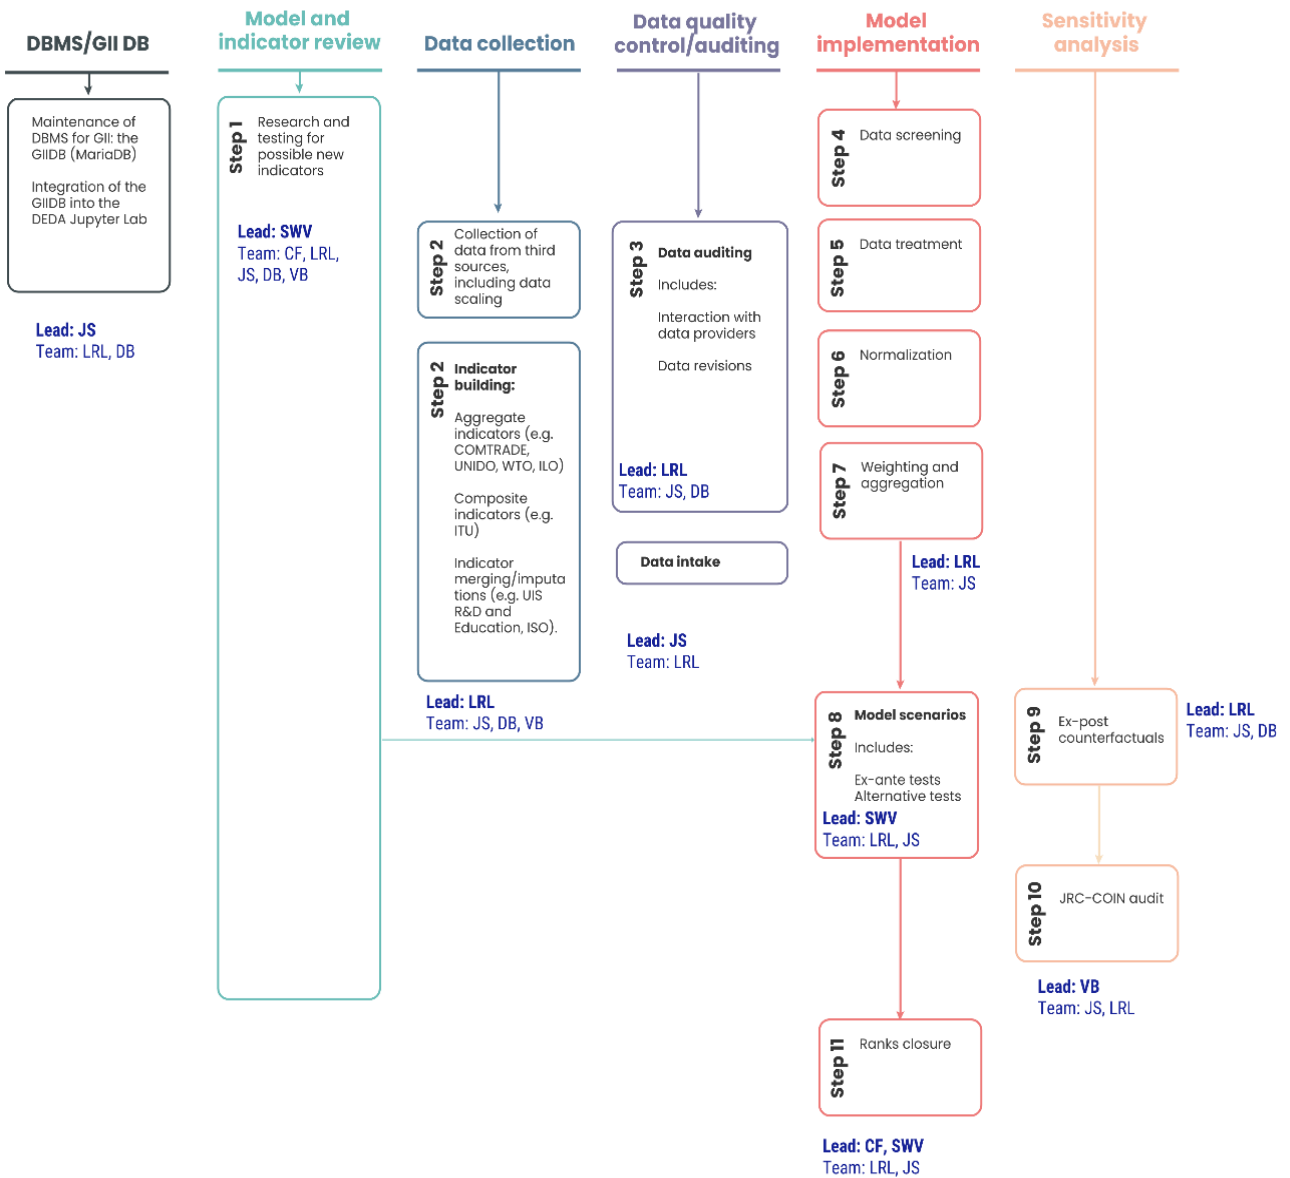 DBMS/GII DB
Maintenance of
DBMS for GII: the
GIIDB (MariaDB)
Integration of the
GIIDB into the
DEDA Jupyter Lab
Lead: JS
Team: LRL, DB
Model and
indicator review
Step 1
Research and
testing for
possible new
indicators
Lead: SWV
Team: CF, LRL,
JS, DB, VB
Data collection
Step 2
Collection of
data from third
sources,
including data
scaling
Step 2
Indicator
building:
Aggregate
indicators (e.g.
COMTRADE,
UNIDO, WTO, ILO)
Composite
indicators (e.g.
ITU)
Indicator
merging/imputa
tions (e.g. UIS
R&D and
Education, ISO).
Lead: LRL
Team: JS, DB, VB
Data quality
control/auditing
Step 3
Data auditing
Includes:
Interaction with
data providers
Data revisions
Lead: LRL
Team: JS, DB
Data intake
Lead: JS
Team: LRL
Model
implementation
Step 4
Data screening
Step 5
Data treatment
Step 6
Normalization
Step 7
Weighting and
aggregation
Lead: LRL
Team: JS
Step 8
Model scenarios
Includes:
Ex-ante tests
Alternative tests
Lead: SWV
Team: LRL, JS
Step 11
Ranks closure
Lead: CF, SWV
Team: LRL, JS
Sensitivity
analysis
Step 9
Ex-post
counterfactuals
Lead: LRL
Team: JS, DB
Step 10
JRC-COIN audit
Lead: VB
Team: JS, LRL